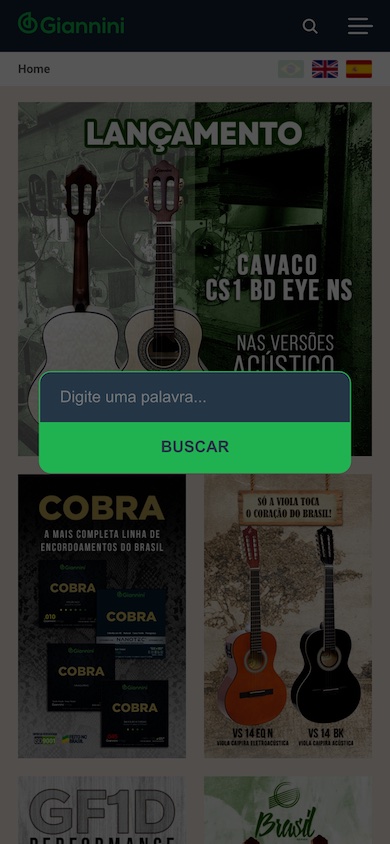 Giannini
Home
LANÇAMENTO
CAVACO
CS1 BD EYE NS
NAS VERSÕES
ACÚSTICO
Digite uma palavra...
BUSCAR
Giannini
COBRA
A MAIS COMPLETA LINHA DE
ENCORDOAMENTOS DO BRASIL
COBRA
.010
COBRA
COBRA
COBRA
SÓ A VIOLA TOCA
O CORAÇÃO DO BRASIL!
VS 14 EQ N
VIOLA CAIPIRA ELETROACÚSTICA
VS 14 BK
VIOLA CAIPIRA ACÚSTICA
GF1D
PERFORMANCE
Brasil